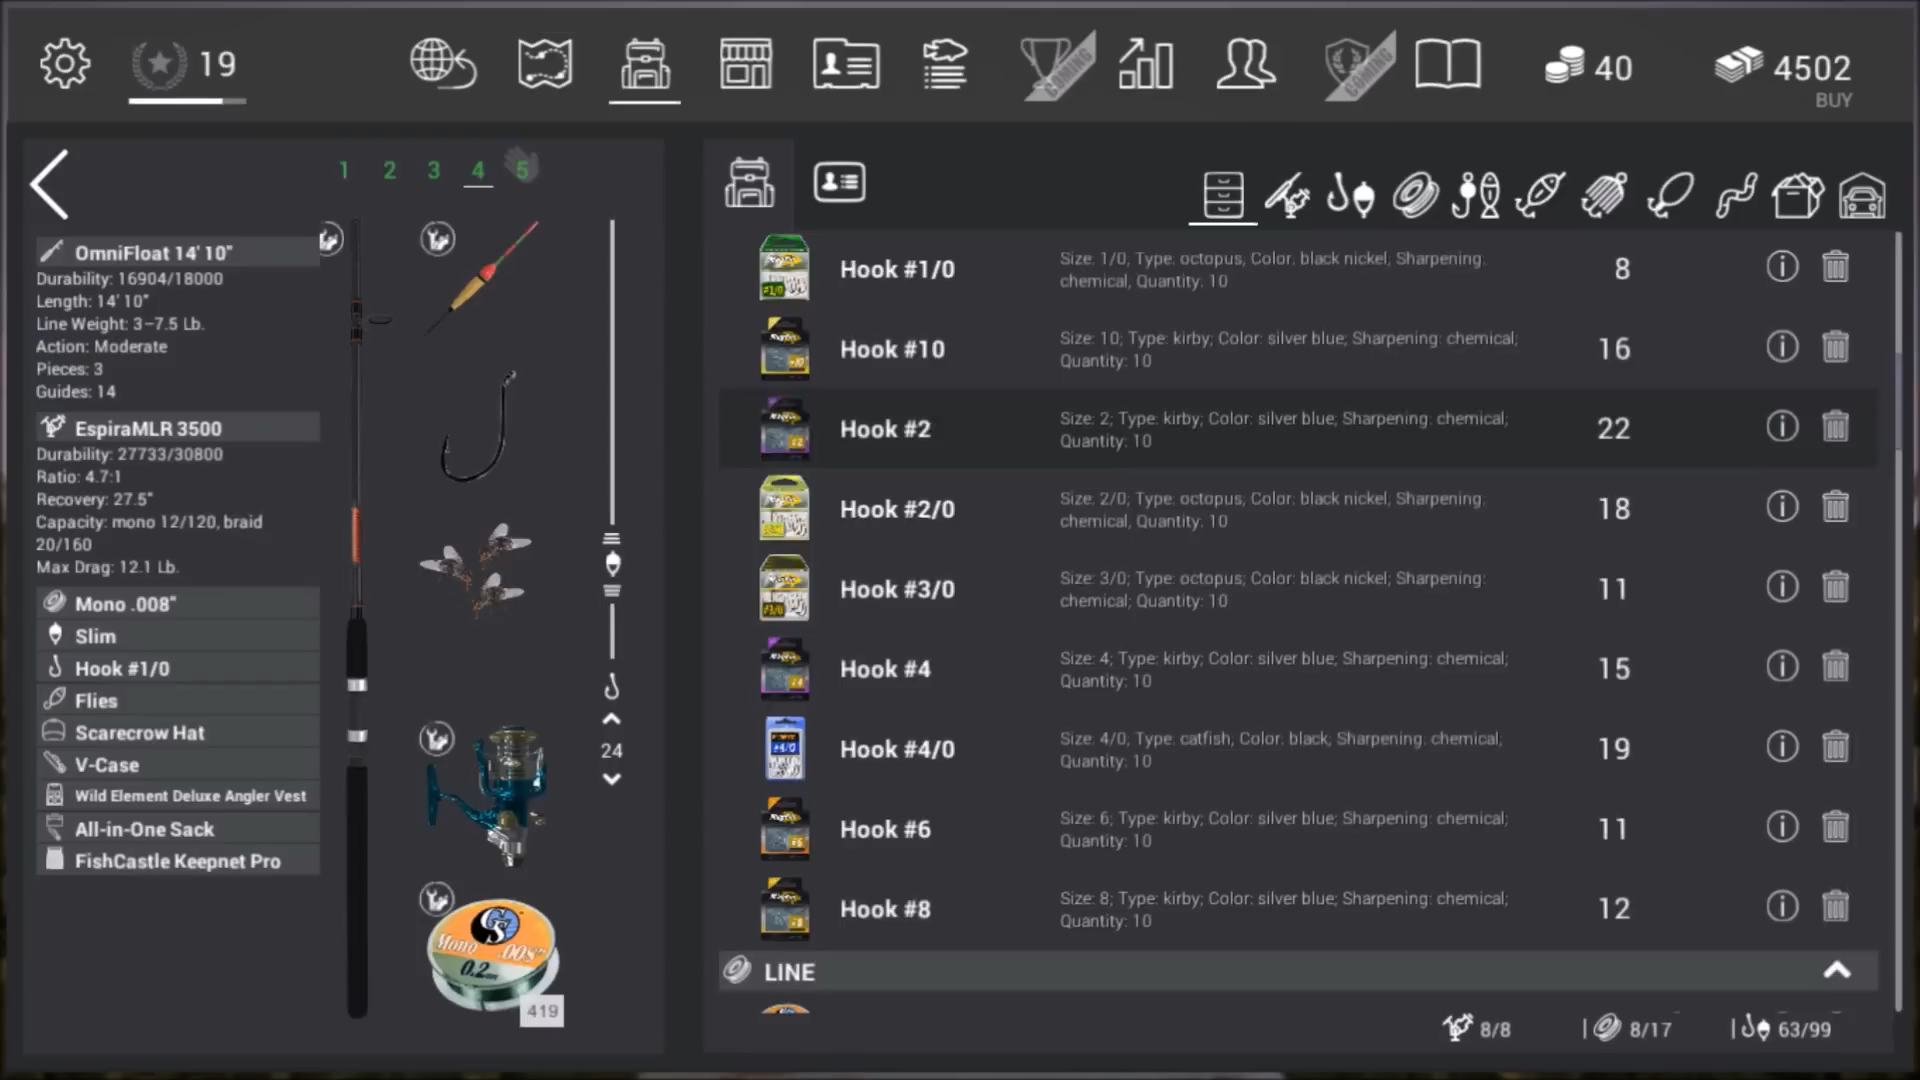 19
COMING
COMING
40
4502
BUY
1 2 3 4 5
OmniFloat 14' 10"
Durability: 16904/18000
Length: 14' 10"
Line Weight: 3–7.5 Lb.
Action: Moderate
Pieces: 3
Guides: 14
EspiraMLR 3500
Durability: 27733/30800
Ratio: 4.7:1
Recovery: 27.5"
Capacity: mono 12/120, braid
20/160
Max Drag: 12.1 Lb.
Mono .008"
Slim
Hook #1/0
Flies
Scarecrow Hat
V-Case
Wild Element Deluxe Angler Vest
All-in-One Sack
FishCastle Keepnet Pro
24
Mono .008"
0.2mm
419
Hook #1/0
Size: 1/0; Type: octopus, Color: black nickel; Sharpening:
chemical, Quantity: 10
8
Hook #10
Size: 10; Type: kirby; Color: silver blue; Sharpening: chemical;
Quantity: 10
16
Hook #2
Size: 2; Type: kirby; Color: silver blue; Sharpening: chemical;
Quantity: 10
22
Hook #2/0
Size: 2/0; Type: octopus; Color: black nickel; Sharpening:
chemical, Quantity: 10
18
Hook #3/0
Size: 3/0; Type: octopus; Color: black nickel; Sharpening:
chemical; Quantity: 10
11
Hook #4
Size: 4; Type: kirby; Color: silver blue; Sharpening: chemical;
Quantity: 10
15
Hook #4/0
Size: 4/0, Type: catfish, Color: black, Sharpening: chemical;
Quantity: 10
19
Hook #6
Size: 6; Type: kirby; Color: silver blue; Sharpening: chemical;
Quantity: 10
11
Hook #8
Size: 8; Type: kirby; Color: silver blue; Sharpening: chemical;
Quantity: 10
12
LINE
8/8
8/17
63/99